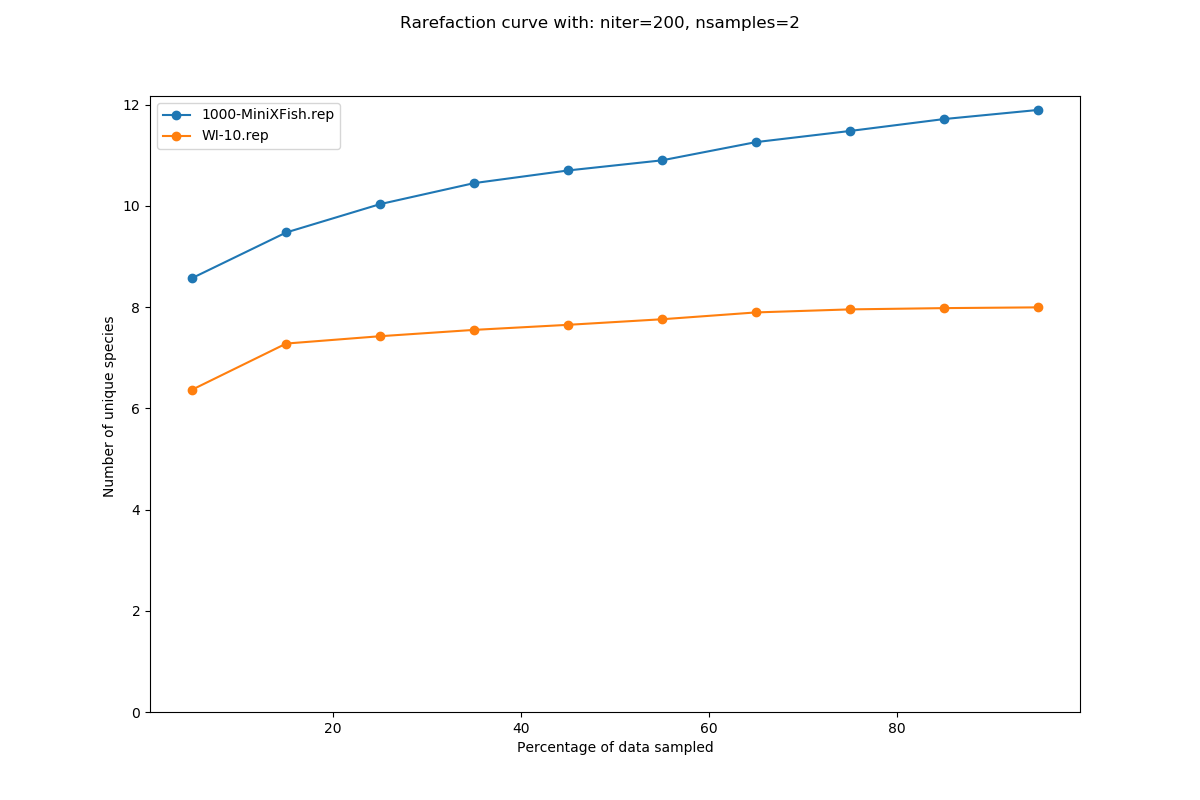 Rarefaction curve with: niter=200, nsamples=2
1000-MiniXFish.rep
WI-10.rep
12
10
8
6
4
2
0
Number of unique species
20 40 60 80
Percentage of data sampled